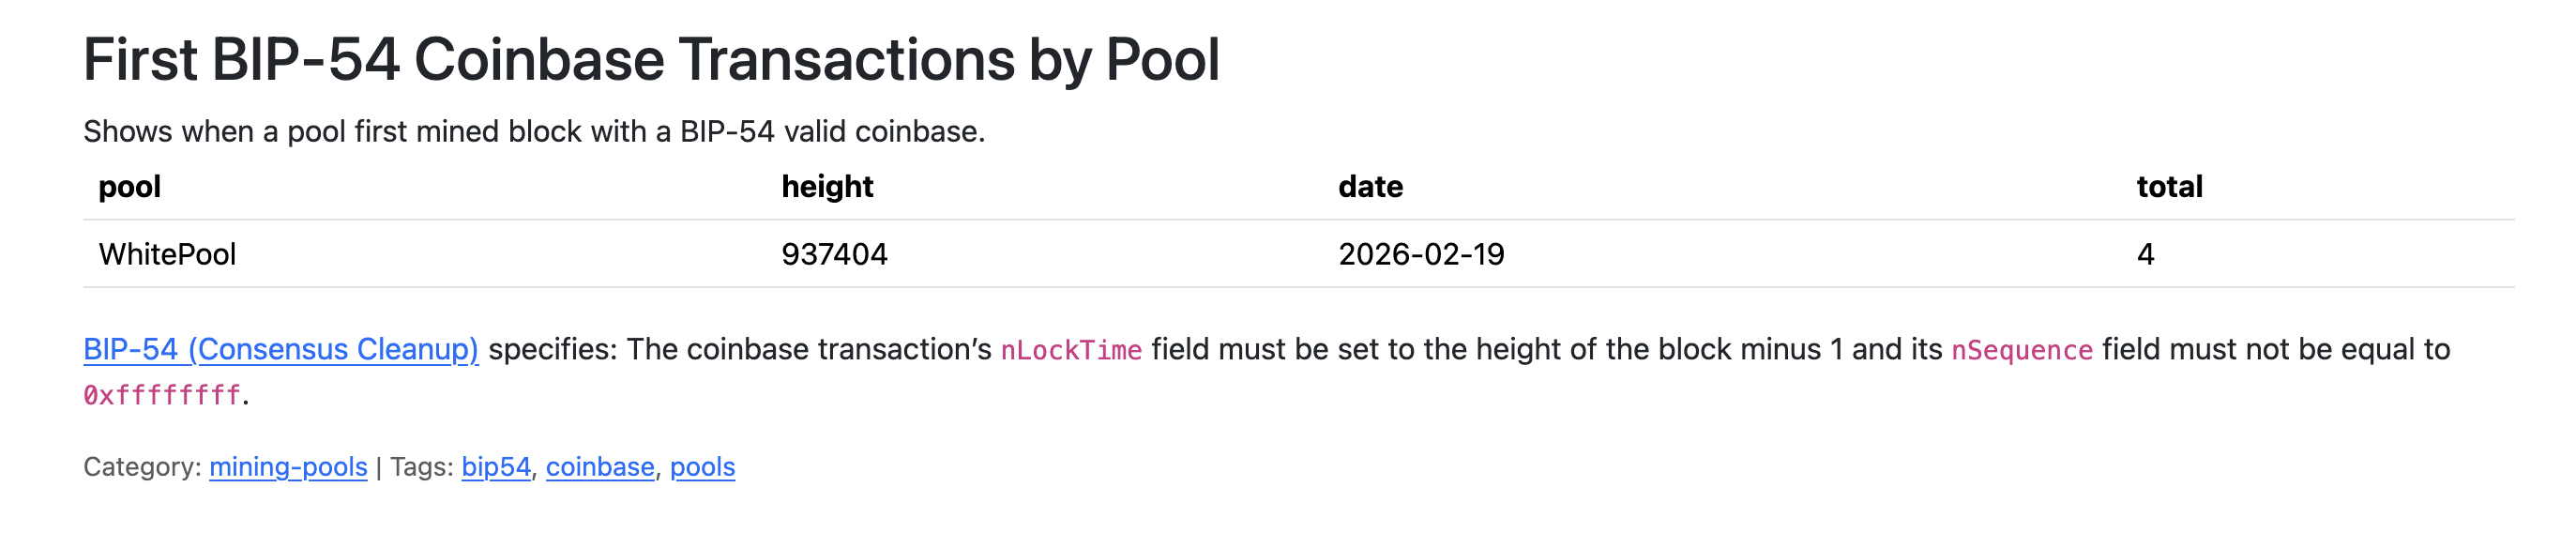 First BIP-54 Coinbase Transactions by Pool
Shows when a pool first mined block with a BIP-54 valid coinbase.
pool height date total
WhitePool 937404 2026-02-19 4
BIP-54 (Consensus Cleanup) specifies: The coinbase transaction’s nLockTime field must be set to the height of the block minus 1 and its nSequence field must not be equal to
0xffffffff.
Category: mining-pools | Tags: bip54, coinbase, pools